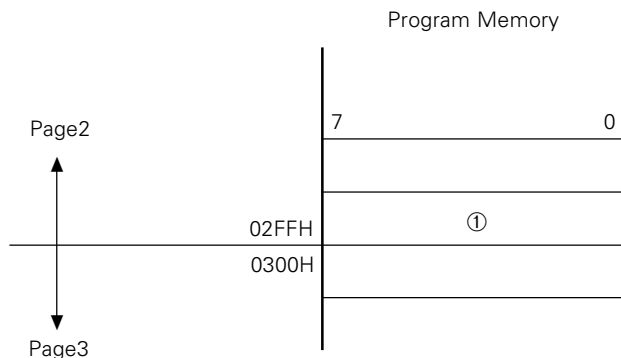 Program Memory
7 0
Page2
02FFH ①
0300H
Page3